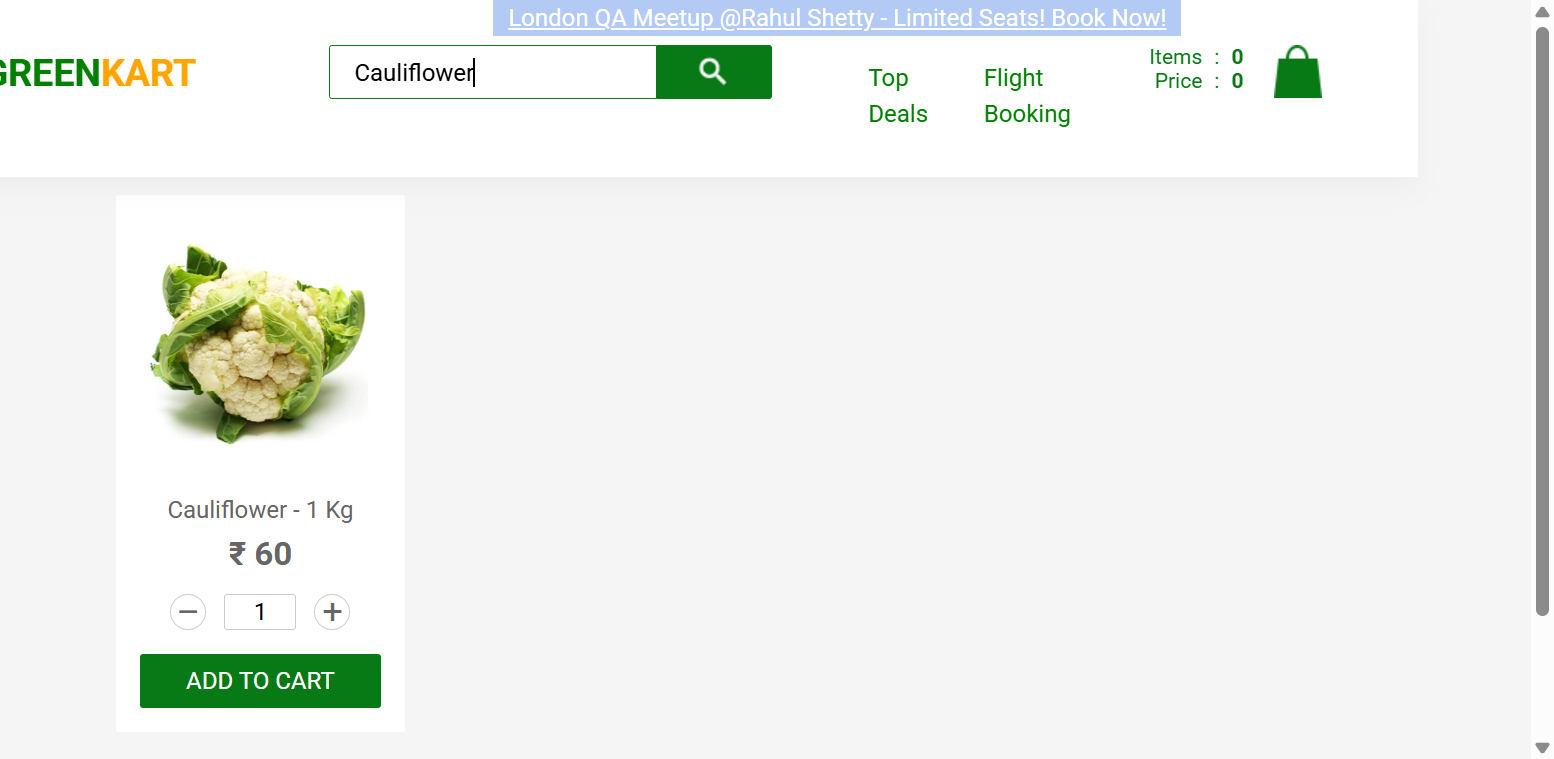 London QA Meetup @Rahul Shetty - Limited Seats! Book Now!
GREENKART
Cauliflower
Top
Deals
Flight
Booking
Items : 0
Price : 0
Cauliflower - 1 Kg
₹ 60
1
ADD TO CART